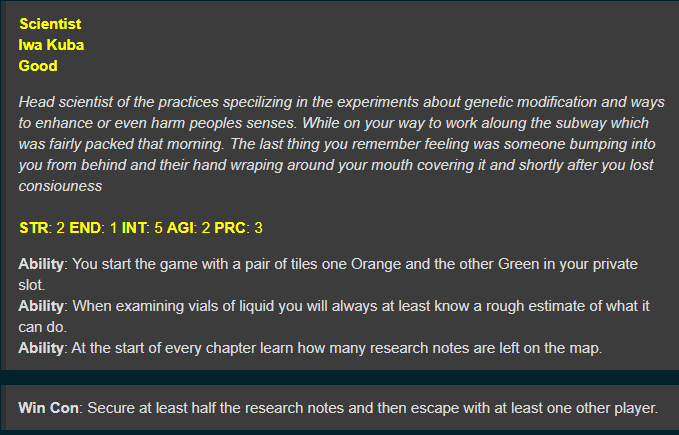 Scientist
Iwa Kuba
Good
Head scientist of the practices specilizing in the experiments about genetic modification and ways
to enhance or even harm peoples senses. While on your way to work aloung the subway which
was fairly packed that morning. The last thing you remember feeling was someone bumping into
you from behind and their hand wraping around your mouth covering it and shortly after you lost
consiouness
STR: 2 END: 1 INT: 5 AGI: 2 PRC: 3
Ability: You start the game with a pair of tiles one Orange and the other Green in your private
slot.
Ability: When examining vials of liquid you will always at least know a rough estimate of what it
can do.
Ability: At the start of every chapter learn how many research notes are left on the map.
Win Con: Secure at least half the research notes and then escape with at least one other player.